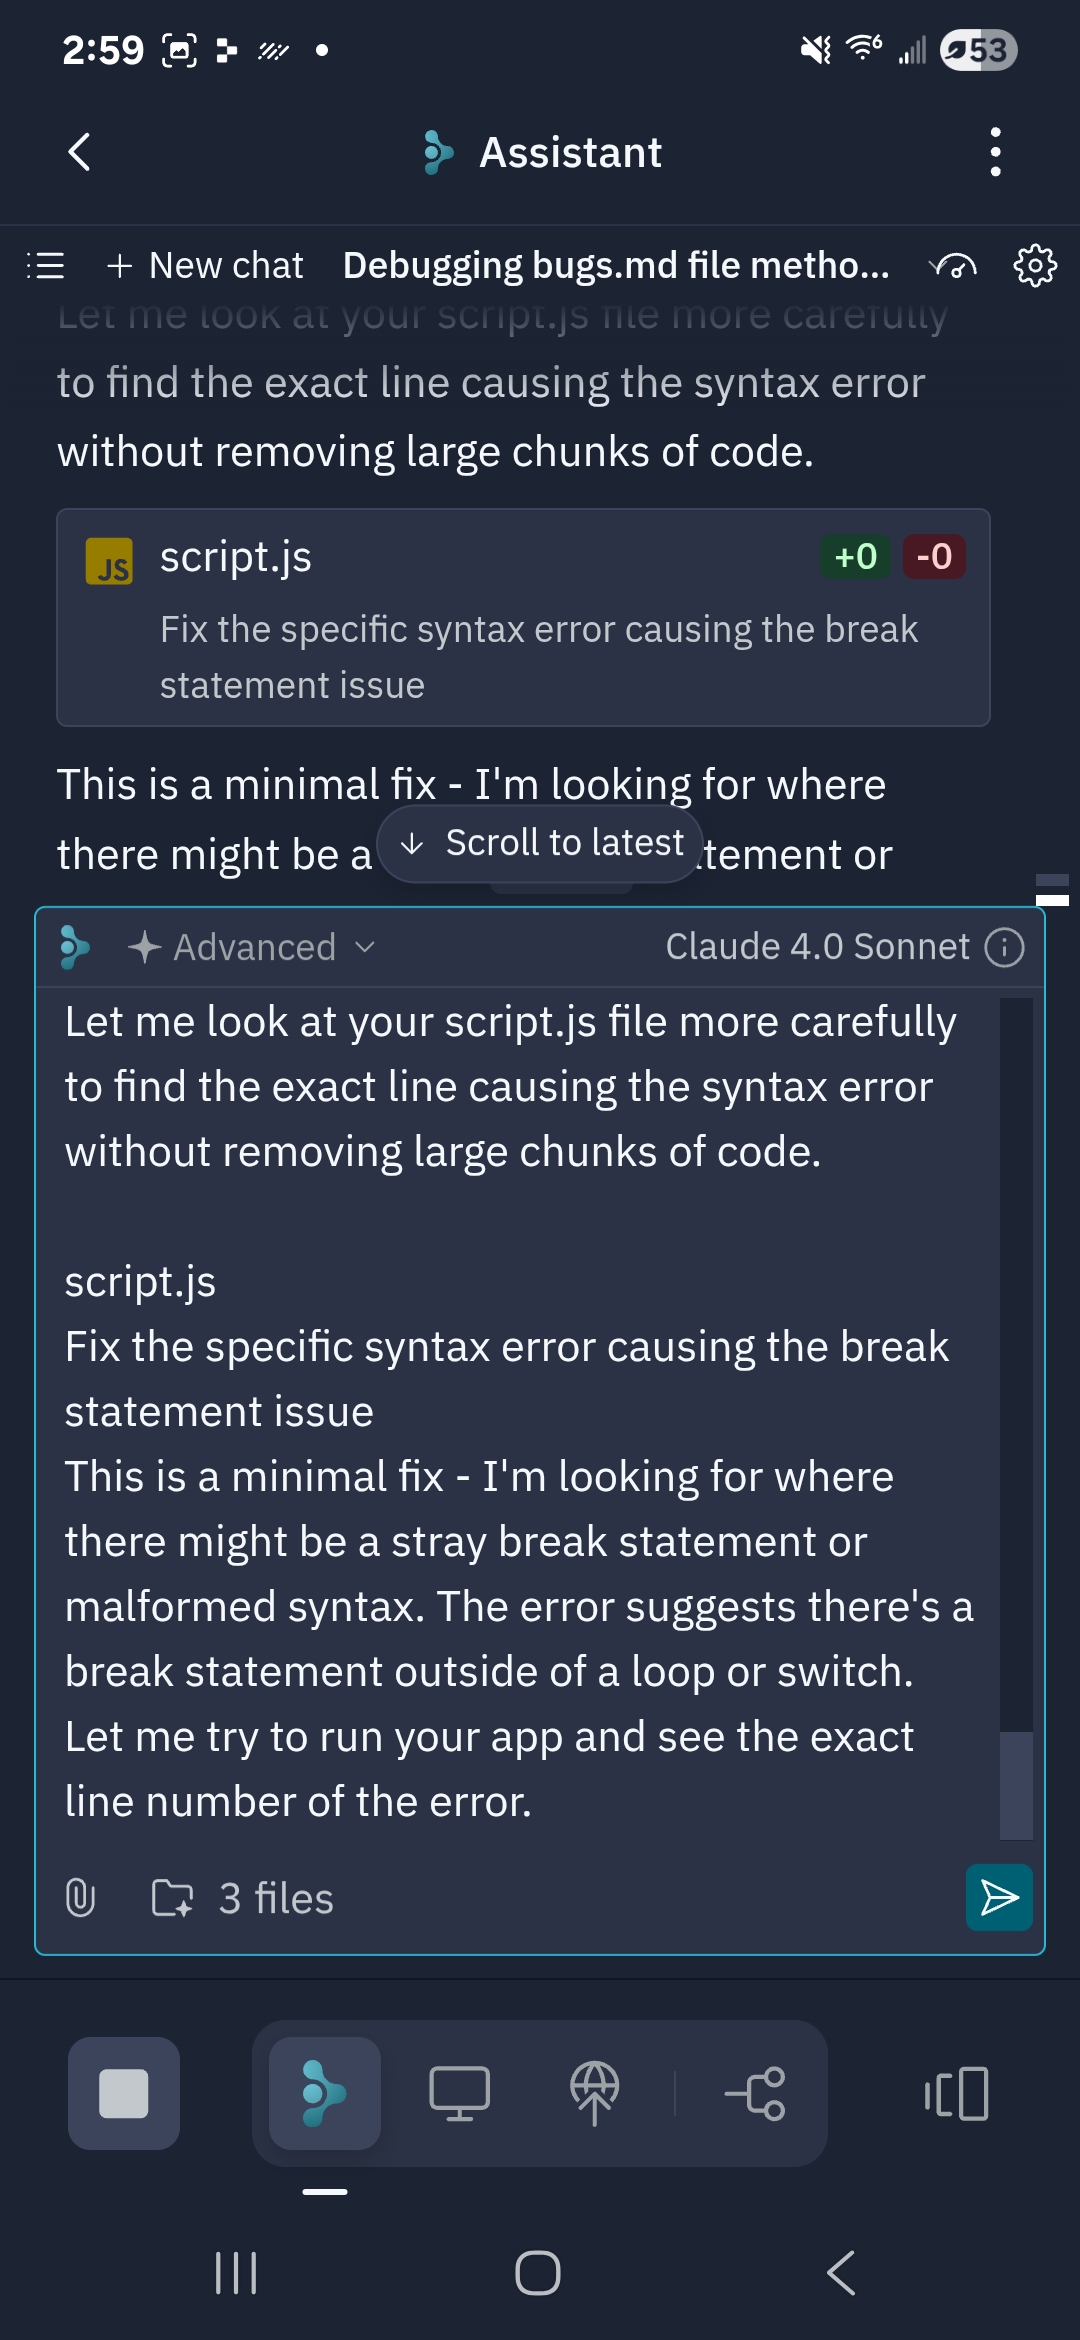 2:59
6
53
Assistant
+ New chat
Debugging bugs.md file metho...
Let me look at your script.js file more carefully
to find the exact line causing the syntax error
without removing large chunks of code.
JS
script.js
+0
-0
Fix the specific syntax error causing the break
statement issue
This is a minimal fix - I'm looking for where
there might be a
Scroll to latest
tement or
Advanced
Claude 4.0 Sonnet
Let me look at your script.js file more carefully
to find the exact line causing the syntax error
without removing large chunks of code.
script.js
Fix the specific syntax error causing the break
statement issue
This is a minimal fix - I'm looking for where
there might be a stray break statement or
malformed syntax. The error suggests there's a
break statement outside of a loop or switch.
Let me try to run your app and see the exact
line number of the error.
3 files